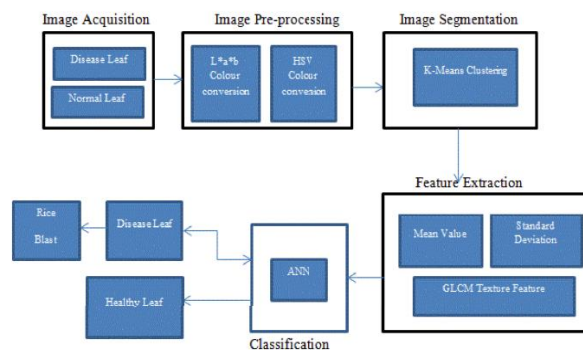 Image Acquisition
Image Pre-processing
Image Segmentation
Disease Leaf
Normal Leaf
L*a*b
Colour
conversion
HSV
Colour
conversion
K-Means Clustering
Feature Extraction
Mean Value
Standard
Deviation
GLCM Texture Feature
Rice
Blast
Disease Leaf
Healthy Leaf
ANN
Classification